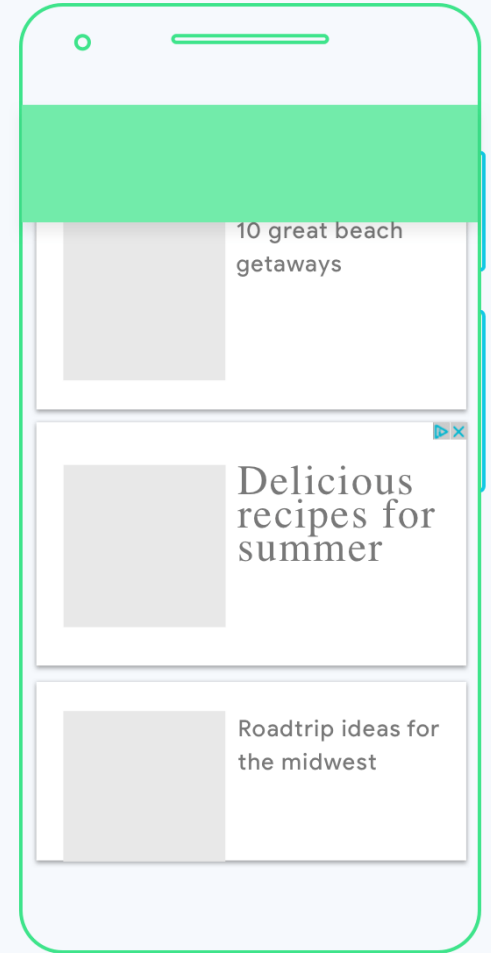 10 great beach
getaways
Delicious
recipes for
summer
Roadtrip ideas for
the midwest